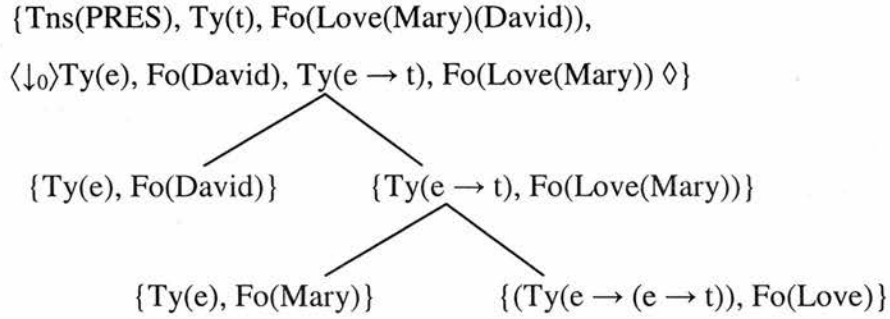 {Tns(PRES), Ty(t), Fo(Love(Mary)(David)),
⟨↓₀⟩Ty(e), Fo(David), Ty(e → t), Fo(Love(Mary)) ◊}
{Ty(e), Fo(David)} {Ty(e → t), Fo(Love(Mary))}
{Ty(e), Fo(Mary)} {(Ty(e → (e → t)), Fo(Love)}